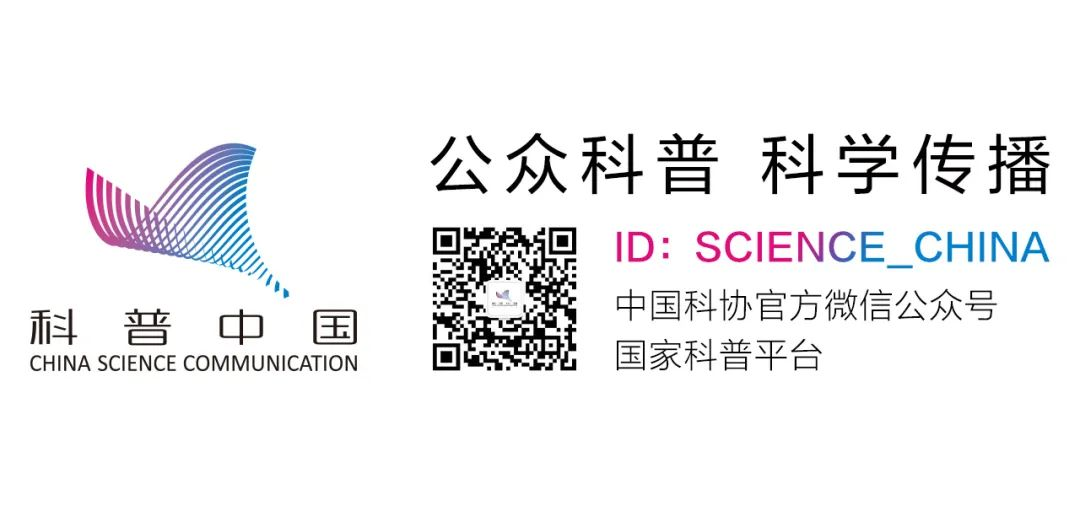 科普中国
CHINA SCIENCE COMMUNICATION
公众科普 科学传播
ID: SCIENCE_CHINA
中国科协官方微信公众号
国家科普平台